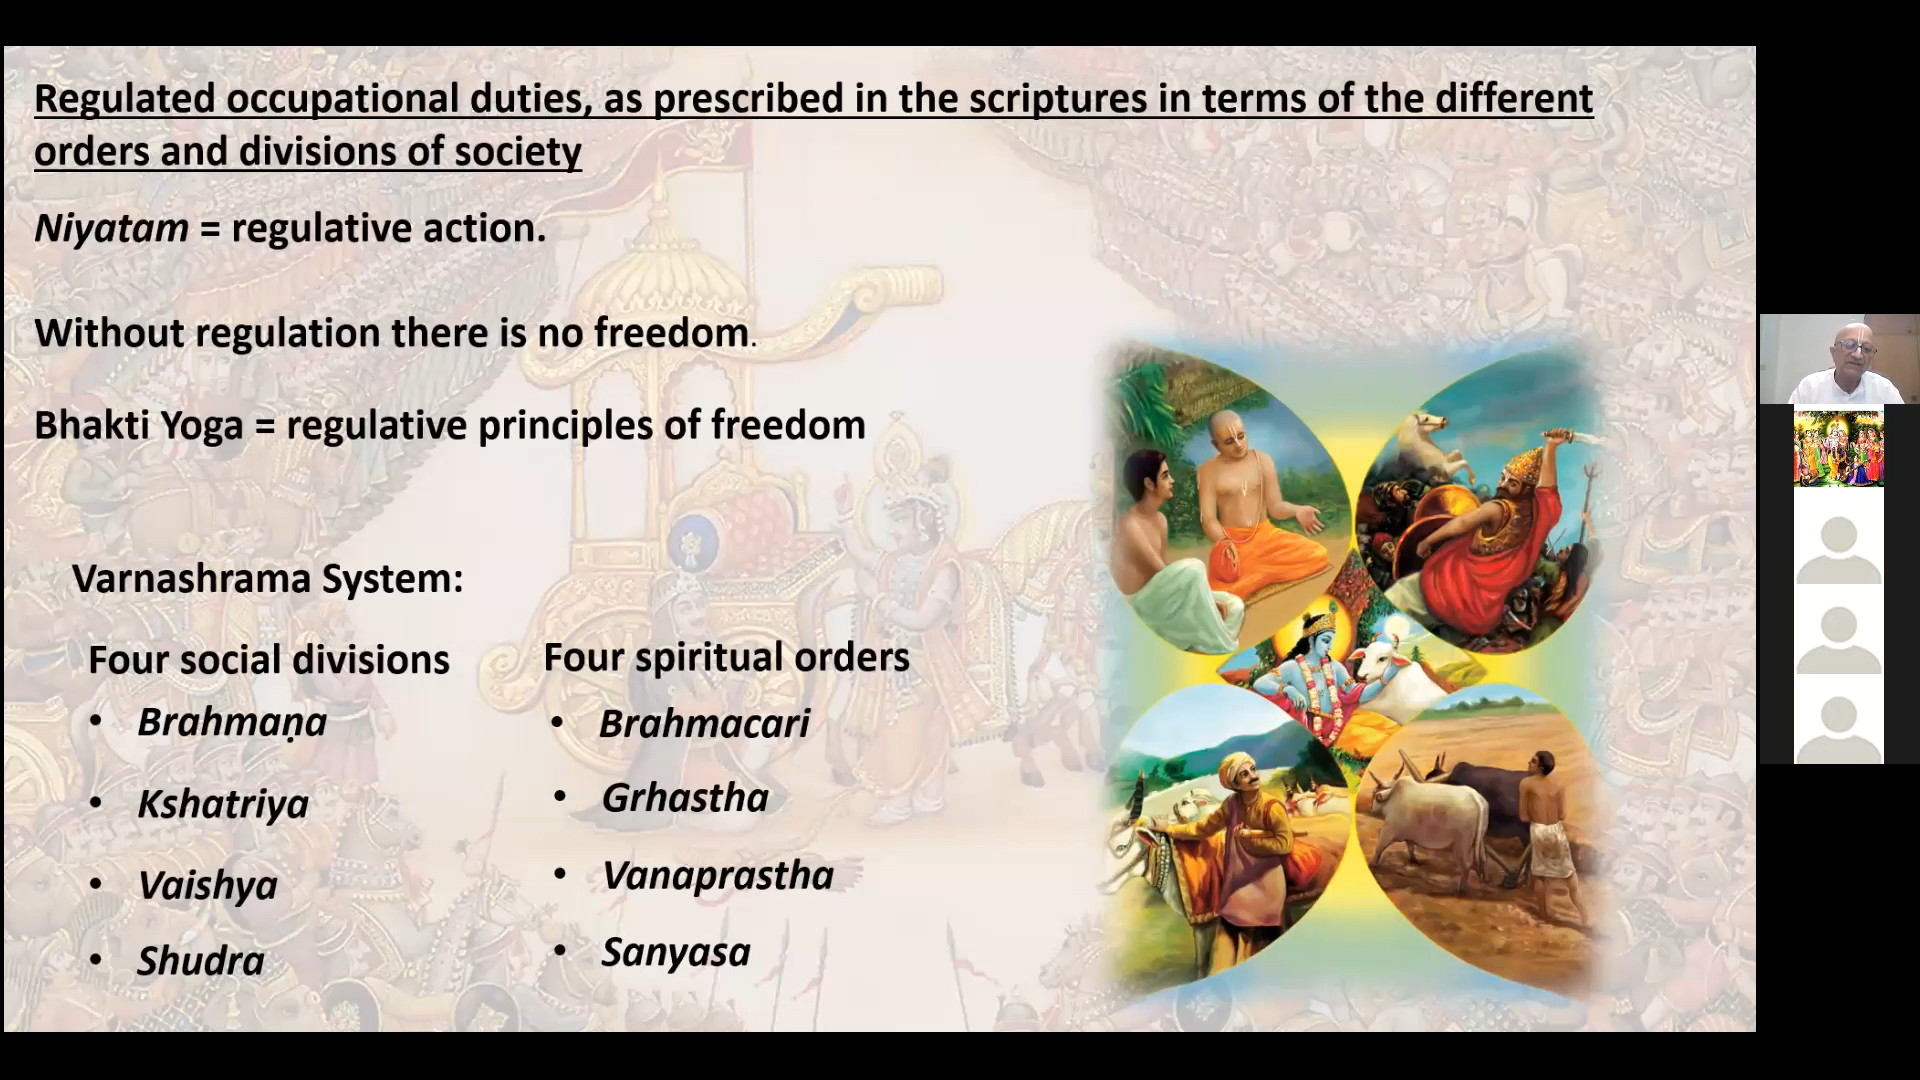 Regulated occupational duties, as prescribed in the scriptures in terms of the different
orders and divisions of society
Niyatam = regulative action.
Without regulation there is no freedom.
Bhakti Yoga = regulative principles of freedom
Varnashrama System:
Four social divisions
• Brahmaṇa
• Kshatriya
• Vaishya
• Shudra
Four spiritual orders
• Brahmacari
• Grhastha
• Vanaprastha
• Sanyasa